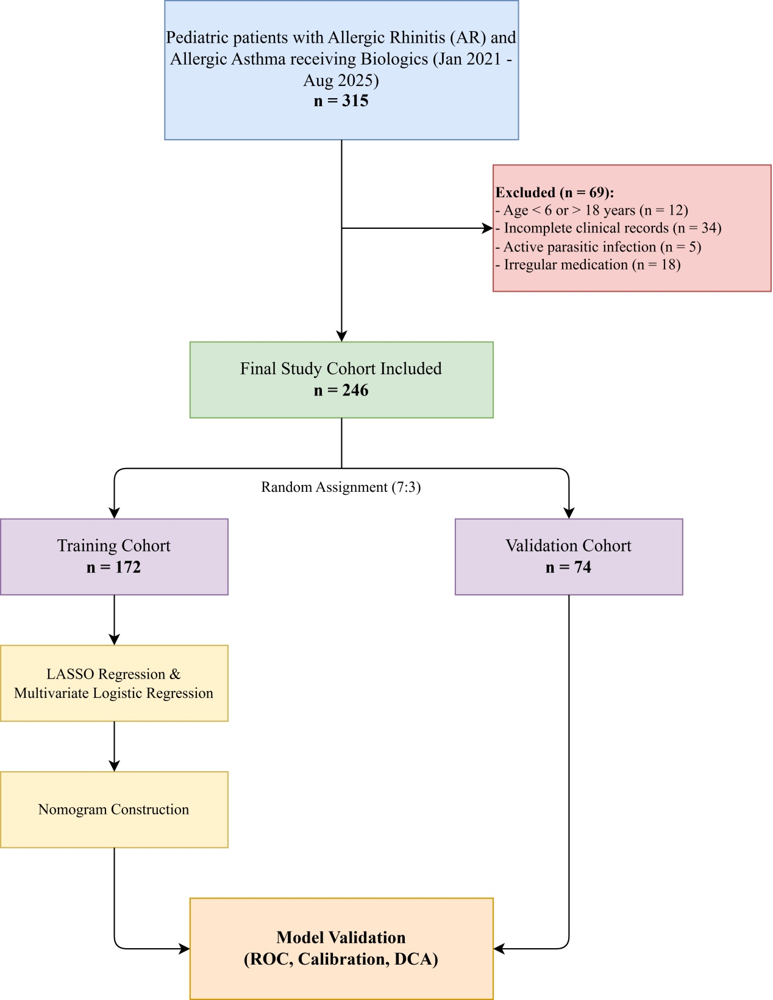 Pediatric patients with Allergic Rhinitis (AR) and
Allergic Asthma receiving Biologics (Jan 2021 -
Aug 2025)
n = 315
Excluded (n = 69):
- Age < 6 or > 18 years (n = 12)
- Incomplete clinical records (n = 34)
- Active parasitic infection (n = 5)
- Irregular medication (n = 18)
Final Study Cohort Included
n = 246
Random Assignment (7:3)
Training Cohort
n = 172
Validation Cohort
n = 74
LASSO Regression &
Multivariate Logistic Regression
Nomogram Construction
Model Validation
(ROC, Calibration, DCA)